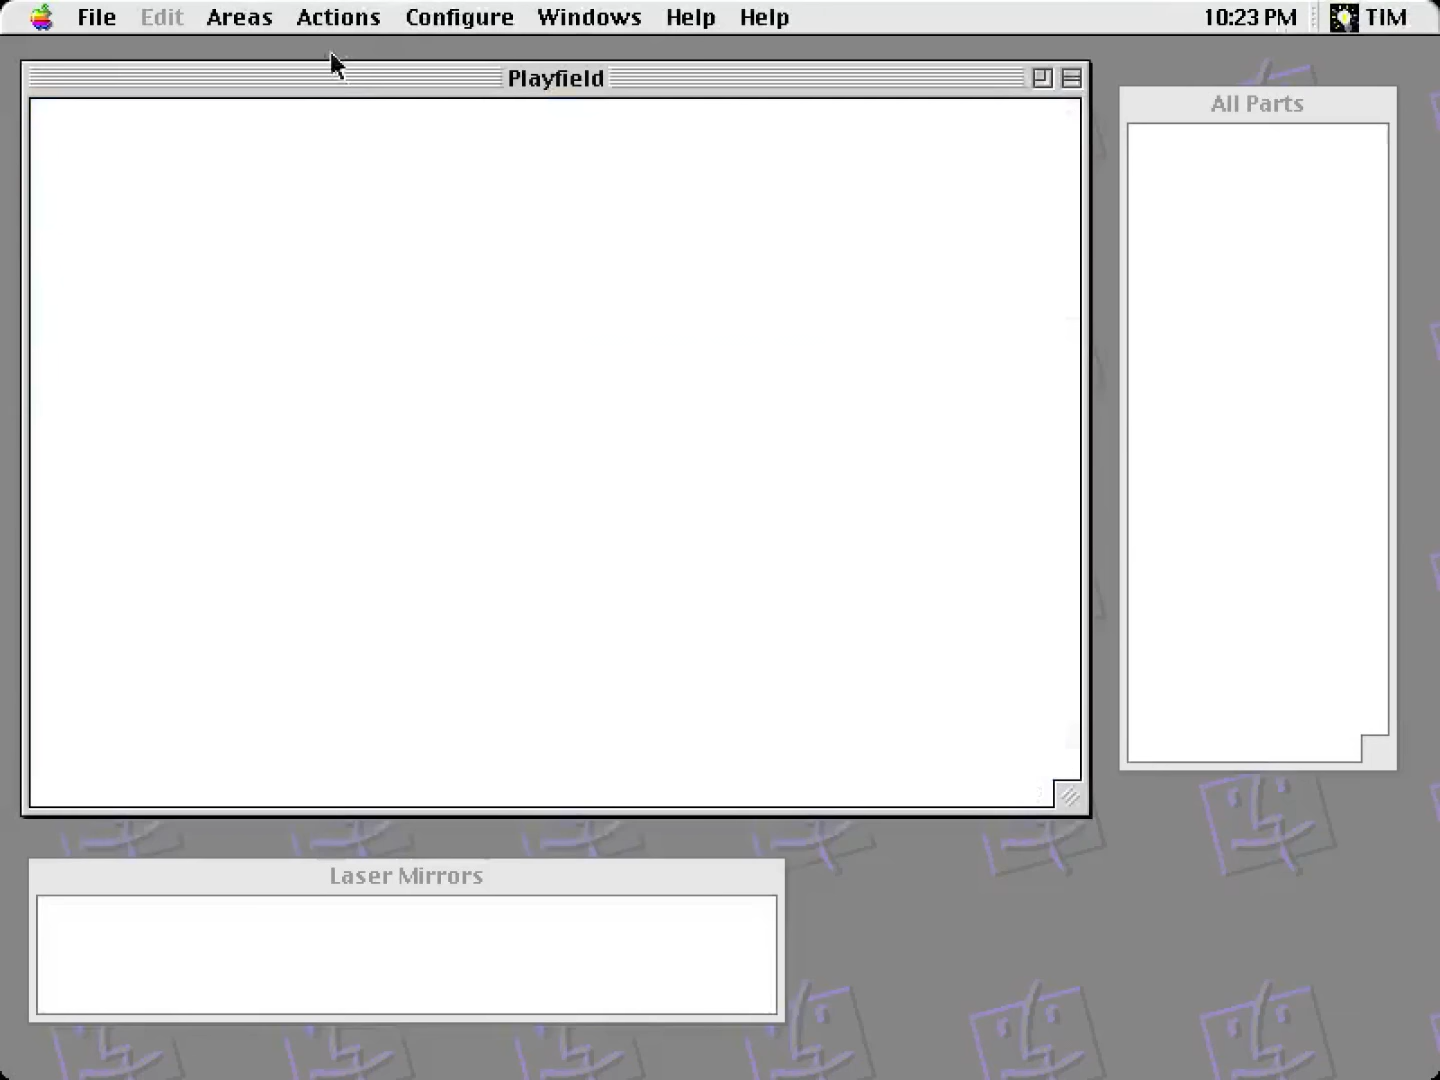 File Edit Areas Actions Configure Windows Help Help 10:23 PM TIM
Playfield
All Parts
Laser Mirrors